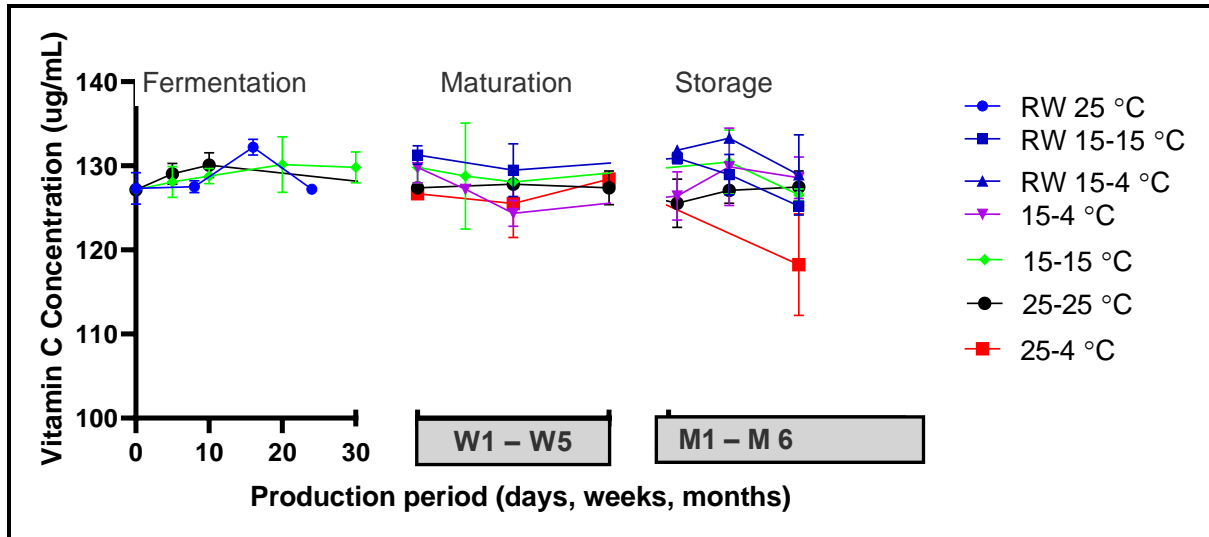 Vitamin C Concentration (ug/mL)
140
130
120
110
100
Fermentation
Maturation
Storage
0
10
20
30
W1 – W5
M1 – M 6
Production period (days, weeks, months)
RW 25 °C
RW 15-15 °C
RW 15-4 °C
15-4 °C
15-15 °C
25-25 °C
25-4 °C